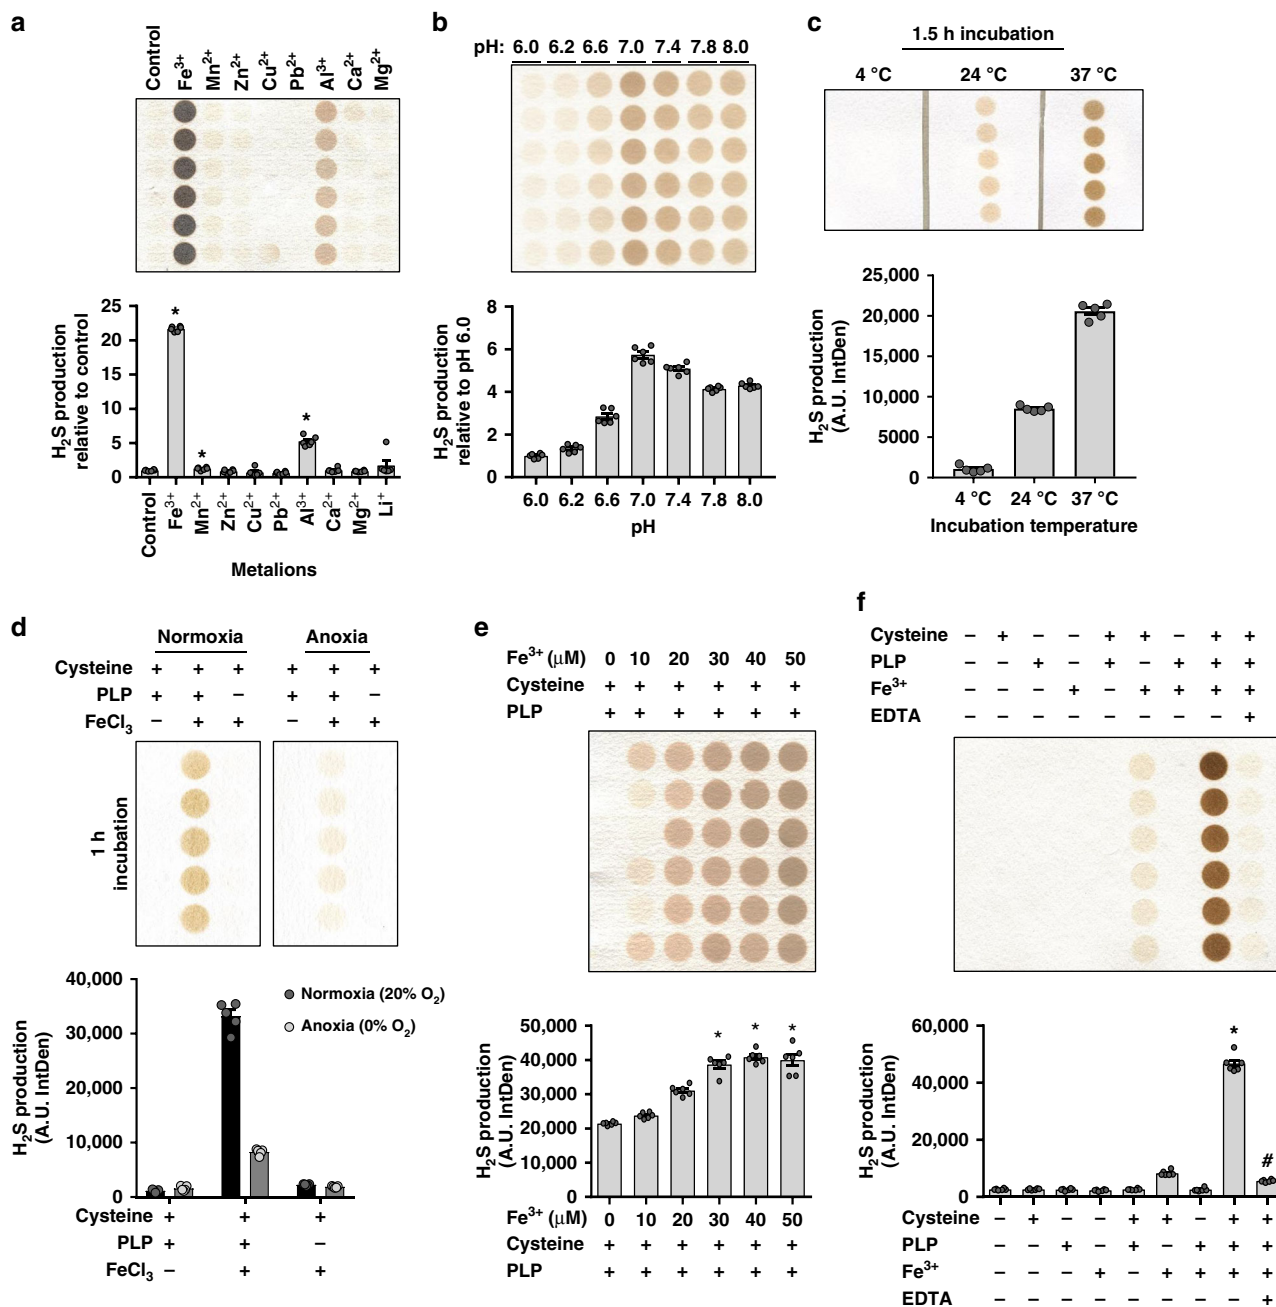 a
Control Fe3+ Mn2+ Zn2+ Cu2+ Pb2+ Al3+ Ca2+ Mg2+
H2S production
relative to control
25
20
15
10
5
0
*
*
*
Control Fe3+ Mn2+ Zn2+ Cu2+ Pb2+ Al3+ Ca2+ Mg2+ Li+
Metalions
b
pH: 6.0 6.2 6.6 7.0 7.4 7.8 8.0
H2S production
relative to pH 6.0
8
6
4
2
0
6.0 6.2 6.6 7.0 7.4 7.8 8.0
pH
c
1.5 h incubation
4 °C 24 °C 37 °C
H2S production
(A.U. IntDen)
25,000
20,000
15,000
10,000
5000
0
4 °C 24 °C 37 °C
Incubation temperature
d
Normoxia Anoxia
Cysteine + + + + + +
PLP + + − + + −
FeCl3 − + + − + +
1 h
incubation
H2S production
(A.U. IntDen)
40,000
30,000
20,000
10,000
0
Normoxia (20% O2)
Anoxia (0% O2)
Cysteine + + +
PLP + + −
FeCl3 − + +
e
Fe3+ (μM) 0 10 20 30 40 50
Cysteine + + + + + +
PLP + + + + + +
H2S production
(A.U. IntDen)
50,000
40,000
30,000
20,000
10,000
0
* * *
Fe3+ (μM) 0 10 20 30 40 50
Cysteine + + + + + +
PLP + + + + + +
f
Cysteine − + − − + + − + +
PLP − − + − + − + + +
Fe3+ − − − + − + + + +
EDTA − − − − − − − − +
H2S production
(A.U. IntDen)
60,000
40,000
20,000
0
*
#
Cysteine − + − − + + − + +
PLP − − + − + − + + +
Fe3+ − − − + − + + + +
EDTA − − − − − − − − +